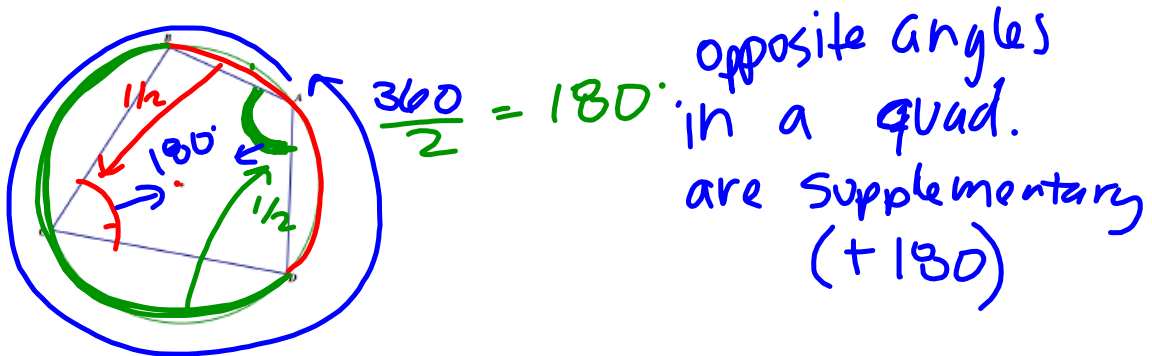 B
A
1/2
180°
1/2
D
360/2 = 180°
opposite angles
in a quad.
are supplementary
(+180)